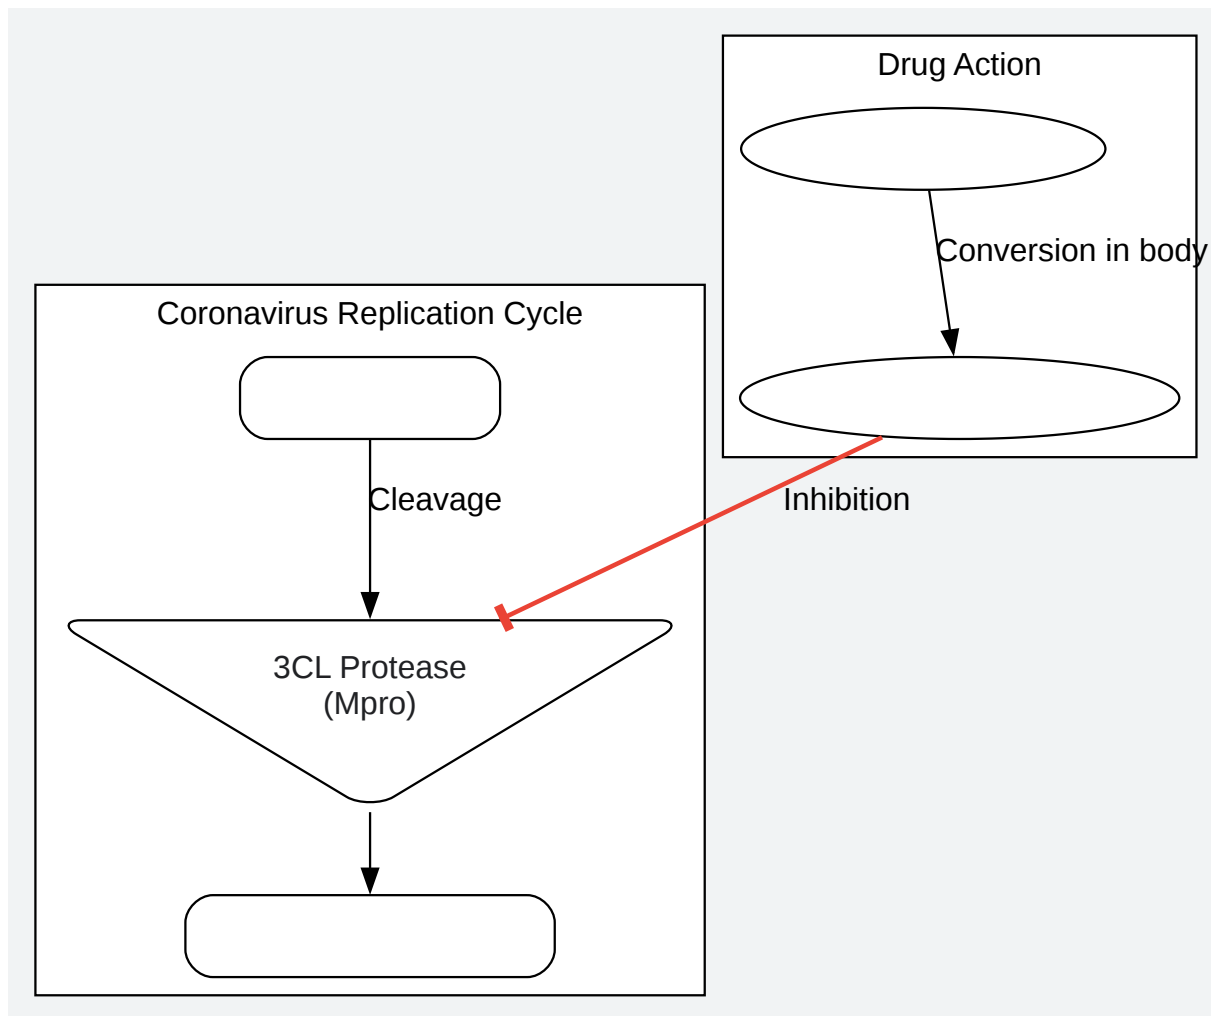 Drug Action
Conversion in body
Coronavirus Replication Cycle
Cleavage
Inhibition
3CL Protease
(Mpro)